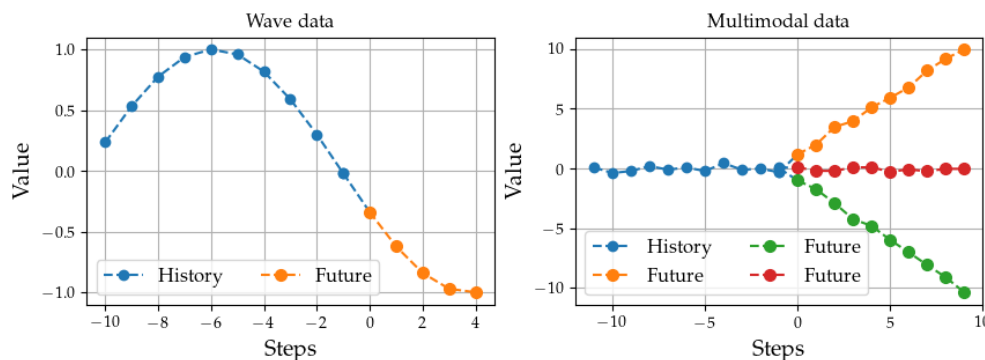 Wave data
Value
1.0
0.5
0.0
−0.5
−1.0
History
Future
−10
−8
−6
−4
−2
0
2
4
Steps
Multimodal data
Value
10
5
0
−5
−10
History
Future
Future
Future
−10
−5
0
5
10
Steps